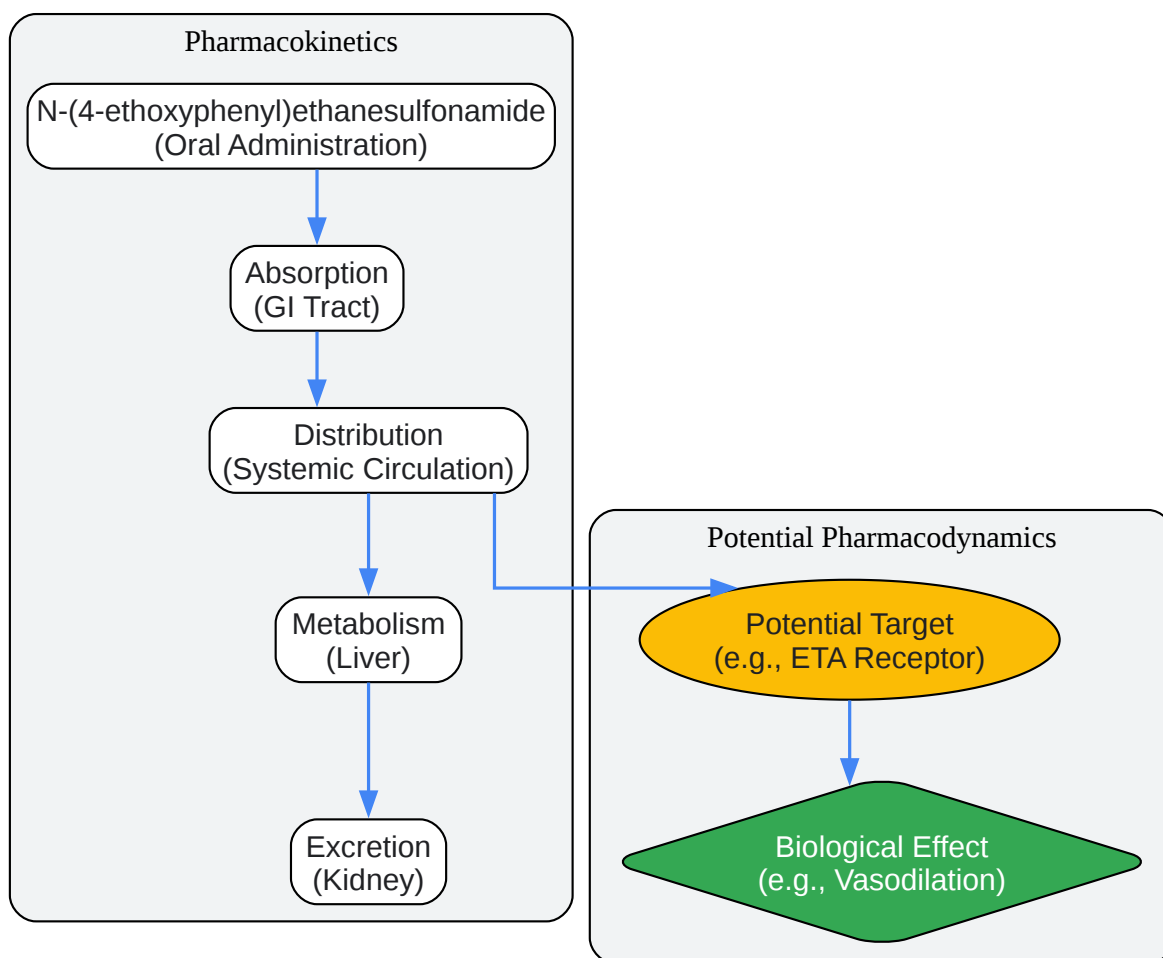 Pharmacokinetics
N-(4-ethoxyphenyl)ethanesulfonamide
(Oral Administration)
Absorption
(GI Tract)
Distribution
(Systemic Circulation)
Metabolism
(Liver)
Excretion
(Kidney)
Potential Pharmacodynamics
Potential Target
(e.g., ETA Receptor)
Biological Effect
(e.g., Vasodilation)